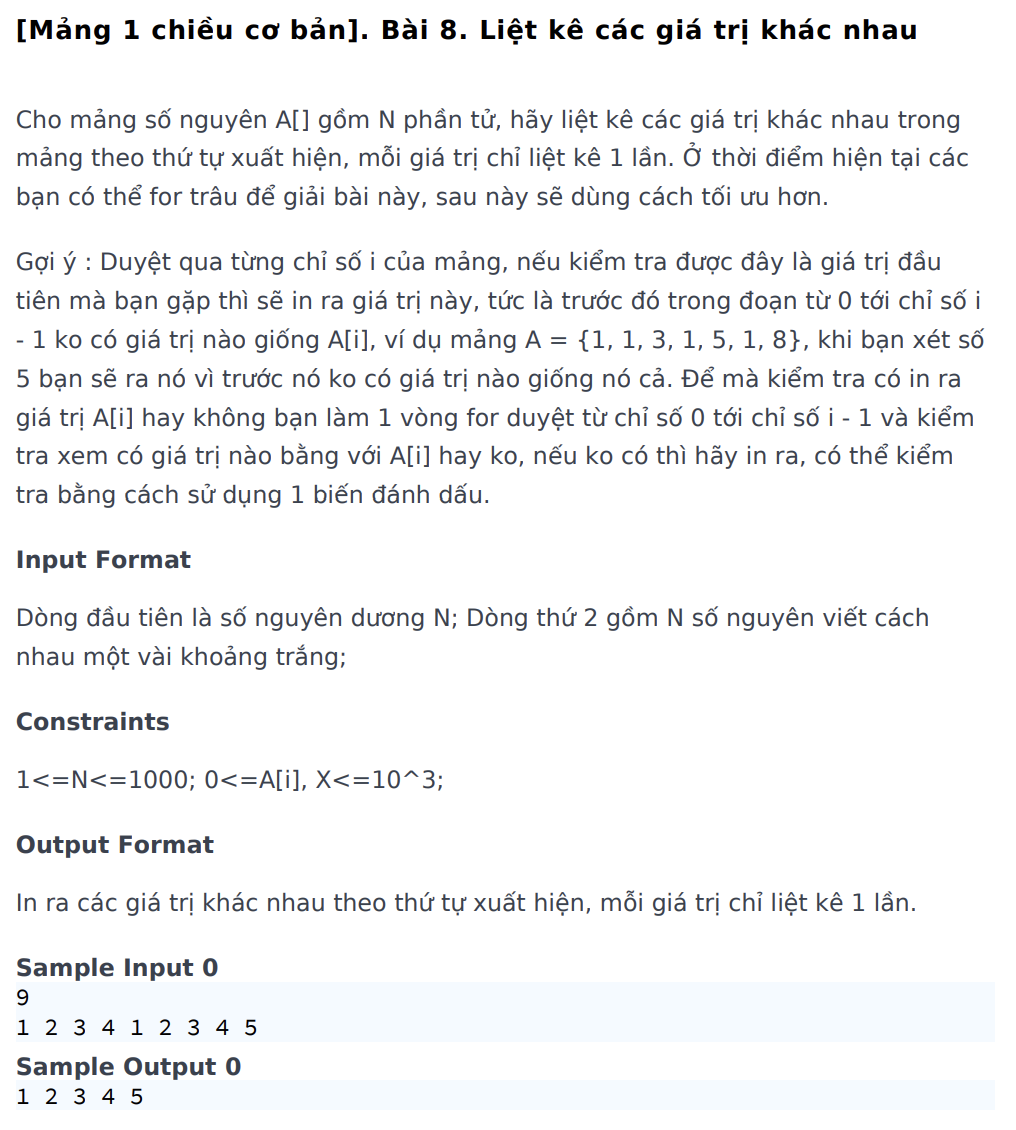 [Mảng 1 chiều cơ bản]. Bài 8. Liệt kê các giá trị khác nhau
Cho mảng số nguyên A[] gồm N phần tử, hãy liệt kê các giá trị khác nhau trong
mảng theo thứ tự xuất hiện, mỗi giá trị chỉ liệt kê 1 lần. Ở thời điểm hiện tại các
bạn có thể for trâu để giải bài này, sau này sẽ dùng cách tối ưu hơn.
Gợi ý : Duyệt qua từng chỉ số i của mảng, nếu kiểm tra được đây là giá trị đầu
tiên mà bạn gặp thì sẽ in ra giá trị này, tức là trước đó trong đoạn từ 0 tới chỉ số i
- 1 ko có giá trị nào giống A[i], ví dụ mảng A = {1, 1, 3, 1, 5, 1, 8}, khi bạn xét số
5 bạn sẽ ra nó vì trước nó ko có giá trị nào giống nó cả. Để mà kiểm tra có in ra
giá trị A[i] hay không bạn làm 1 vòng for duyệt từ chỉ số 0 tới chỉ số i - 1 và kiểm
tra xem có giá trị nào bằng với A[i] hay ko, nếu ko có thì hãy in ra, có thể kiểm
tra bằng cách sử dụng 1 biến đánh dấu.
Input Format
Dòng đầu tiên là số nguyên dương N; Dòng thứ 2 gồm N số nguyên viết cách
nhau một vài khoảng trắng;
Constraints
1<=N<=1000; 0<=A[i], X<=10^3;
Output Format
In ra các giá trị khác nhau theo thứ tự xuất hiện, mỗi giá trị chỉ liệt kê 1 lần.
Sample Input 0
9
1 2 3 4 1 2 3 4 5
Sample Output 0
1 2 3 4 5